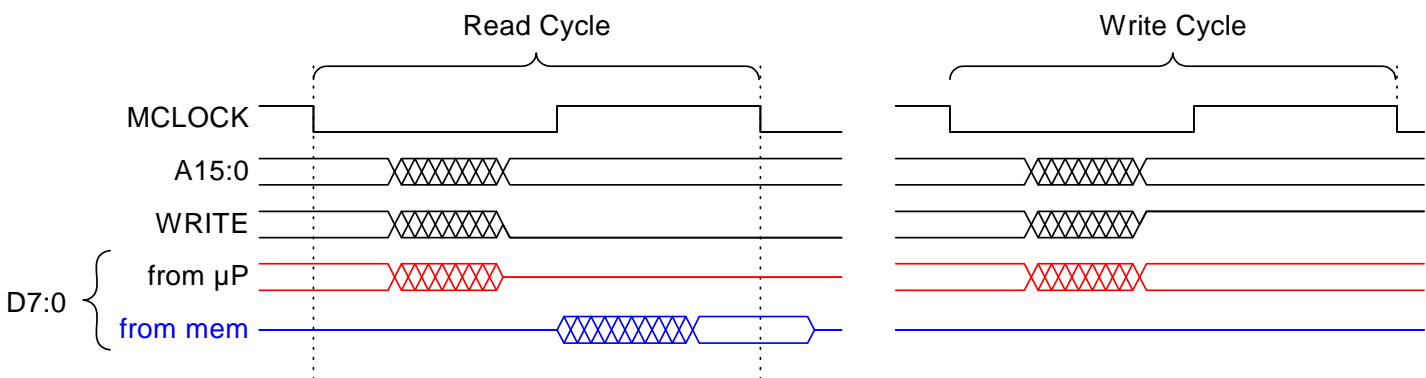 Read Cycle
Write Cycle
MCLOCK
A15:0
WRITE
from µP
D7:0
from mem